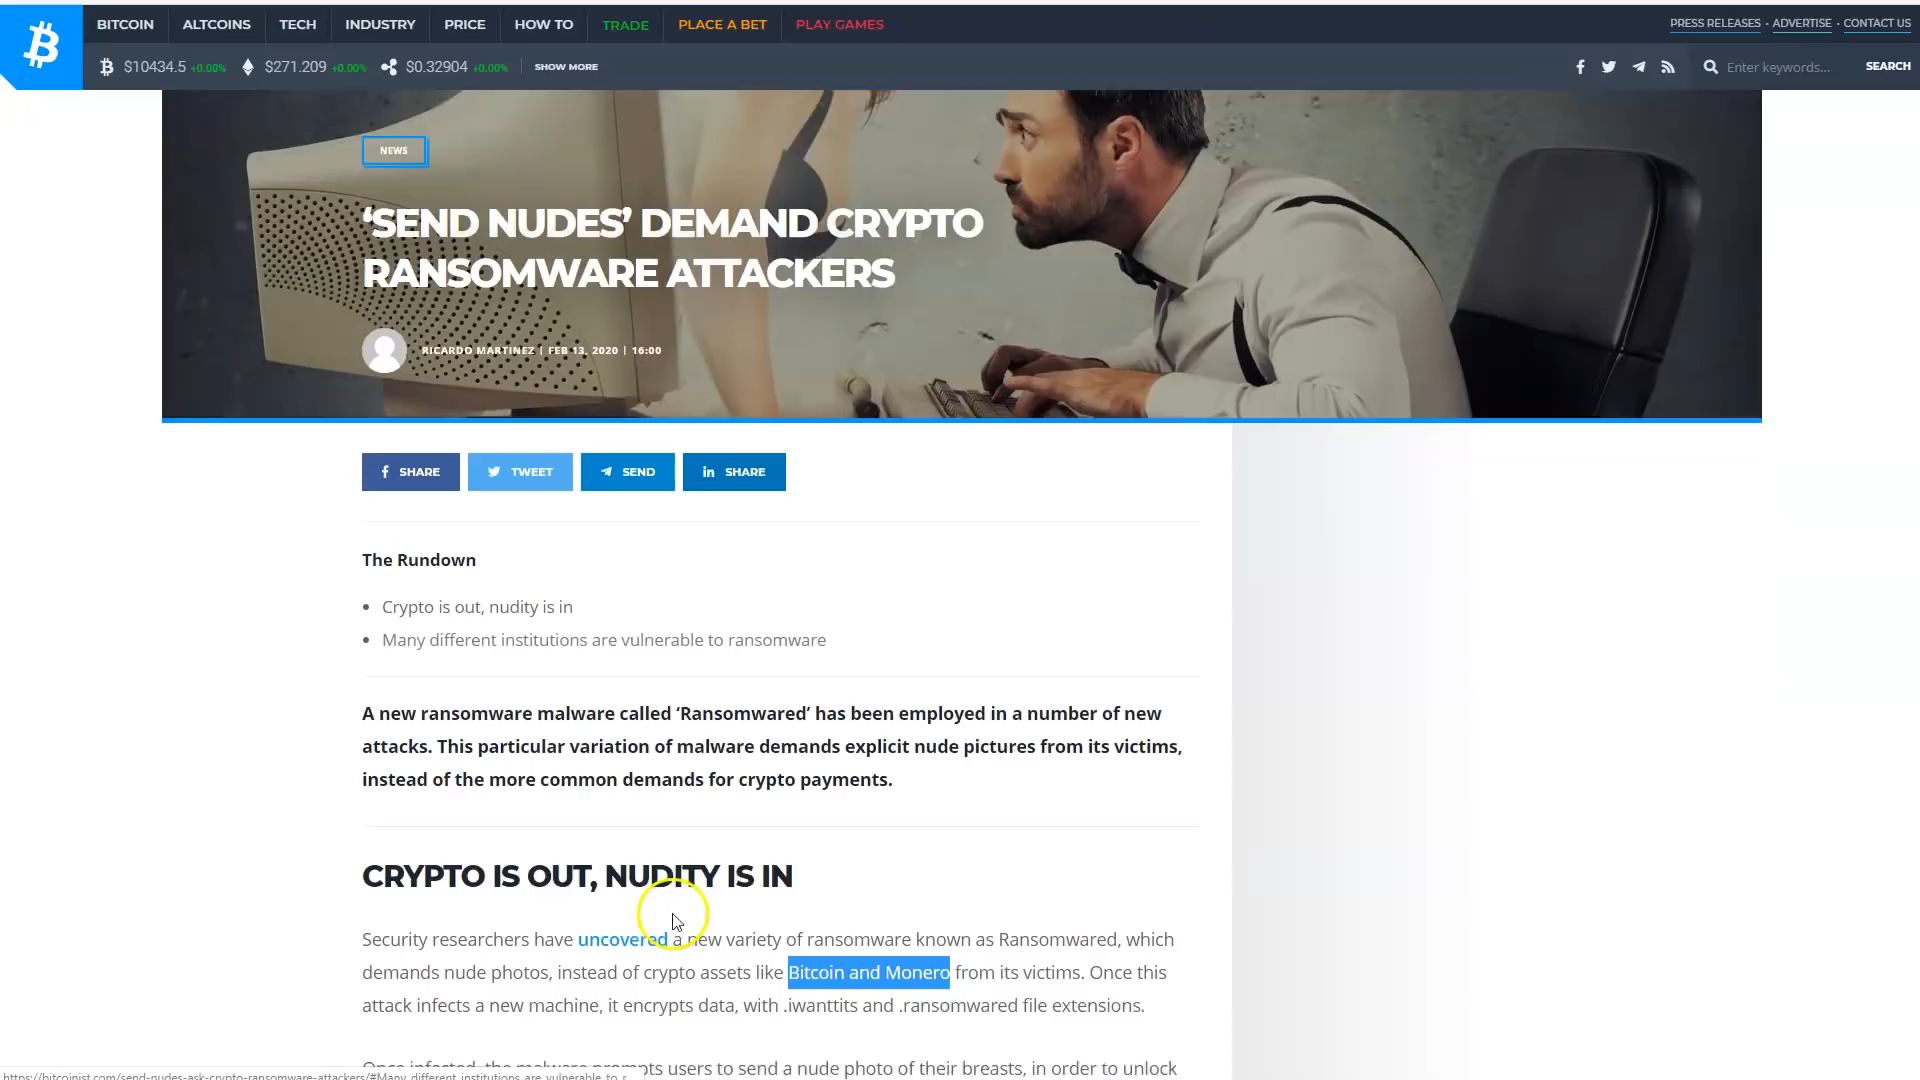 BITCOIN ALTCOINS TECH INDUSTRY PRICE HOW TO TRADE PLACE A BET PLAY GAMES PRESS RELEASES • ADVERTISE • CONTACT US
$10434.5 +0.00% $271.209 +0.00% $0.32904 +0.00% SHOW MORE Enter keywords... SEARCH
NEWS
‘SEND NUDES’ DEMAND CRYPTO
RANSOMWARE ATTACKERS
RICARDO MARTINEZ | FEB 13, 2020 | 16:00
SHARE TWEET SEND SHARE
The Rundown
• Crypto is out, nudity is in
• Many different institutions are vulnerable to ransomware
A new ransomware malware called ‘Ransomwared’ has been employed in a number of new
attacks. This particular variation of malware demands explicit nude pictures from its victims,
instead of the more common demands for crypto payments.
CRYPTO IS OUT, NUDITY IS IN
Security researchers have uncovered a new variety of ransomware known as Ransomwared, which
demands nude photos, instead of crypto assets like Bitcoin and Monero from its victims. Once this
attack infects a new machine, it encrypts data, with .iwanttits and .ransomwared file extensions.
Once infected, the malware prompts users to send a nude photo of their breasts, in order to unlock